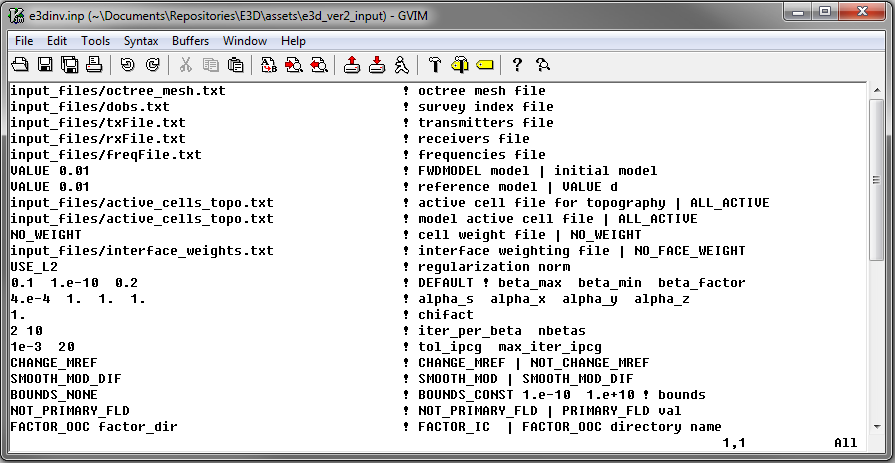 e3dinv.inp (~\Documents\Repositories\E3D\assets\e3d_ver2_input) - GVIM
File Edit Tools Syntax Buffers Window Help
input_files/octree_mesh.txt ! octree mesh file
input_files/dobs.txt ! survey index file
input_files/txFile.txt ! transmitters file
input_files/rxFile.txt ! receivers file
input_files/freqFile.txt ! frequencies file
VALUE 0.01 ! FWDMODEL model | initial model
VALUE 0.01 ! reference model | VALUE d
input_files/active_cells_topo.txt ! active cell file for topography | ALL_ACTIVE
input_files/active_cells_topo.txt ! model active cell file | ALL_ACTIVE
NO_WEIGHT ! cell weight file | NO_WEIGHT
input_files/interface_weights.txt ! interface weighting file | NO_FACE_WEIGHT
USE_L2 ! regularization norm
0.1 1.e-10 0.2 ! DEFAULT ! beta_max beta_min beta_factor
4.e-4 1. 1. 1. ! alpha_s alpha_x alpha_y alpha_z
1. ! chifact
2 10 ! iter_per_beta nbetas
1e-3 20 ! tol_ipcg max_iter_ipcg
CHANGE_MREF ! CHANGE_MREF | NOT_CHANGE_MREF
SMOOTH_MOD_DIF ! SMOOTH_MOD | SMOOTH_MOD_DIF
BOUNDS_NONE ! BOUNDS_CONST 1.e-10 1.e+10 ! bounds
NOT_PRIMARY_FLD ! NOT_PRIMARY_FLD | PRIMARY_FLD val
FACTOR_OOC factor_dir ! FACTOR_IC | FACTOR_OOC directory name
1,1 All